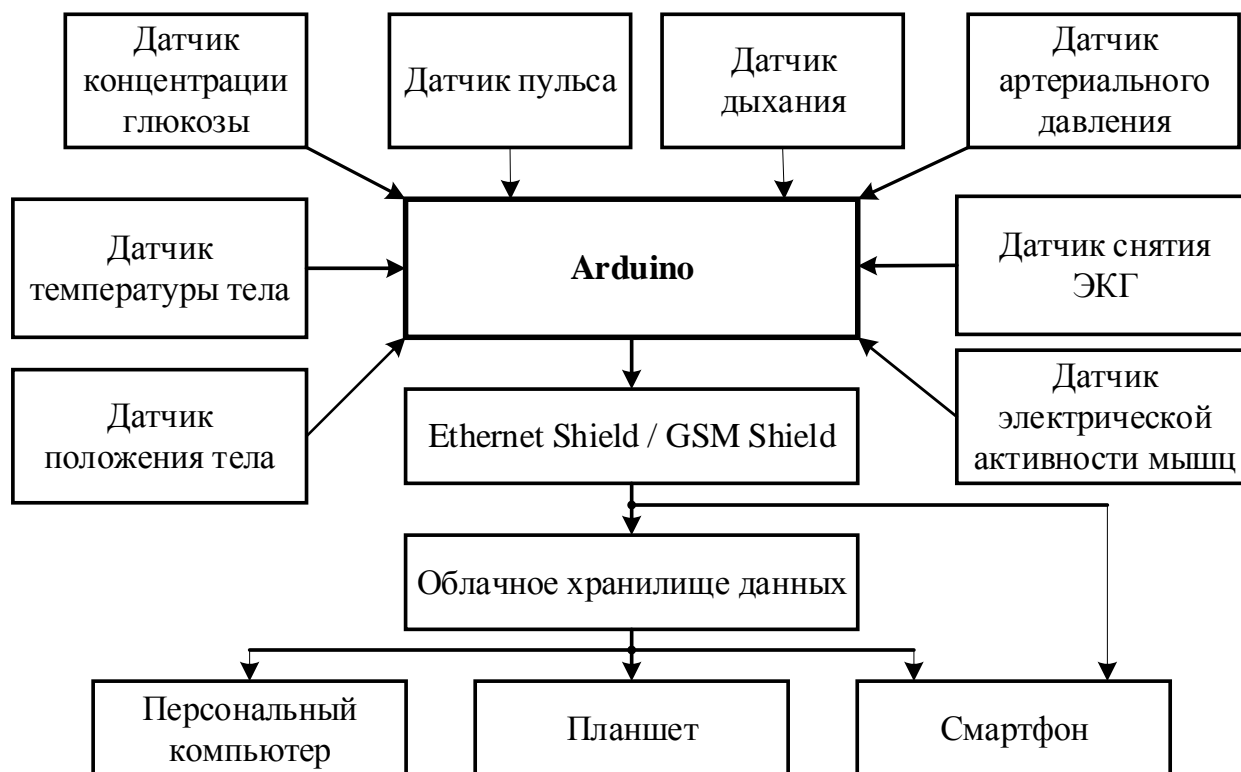 Датчик
концентрации
глюкозы
Датчик пульса
Датчик
дыхания
Датчик
артериального
давления
Датчик
температуры тела
Arduino
Датчик снятия
ЭКГ
Датчик
положения тела
Ethernet Shield / GSM Shield
Датчик
электрической
активности мышц
Облачное хранилище данных
Персональный
компьютер
Планшет
Смартфон